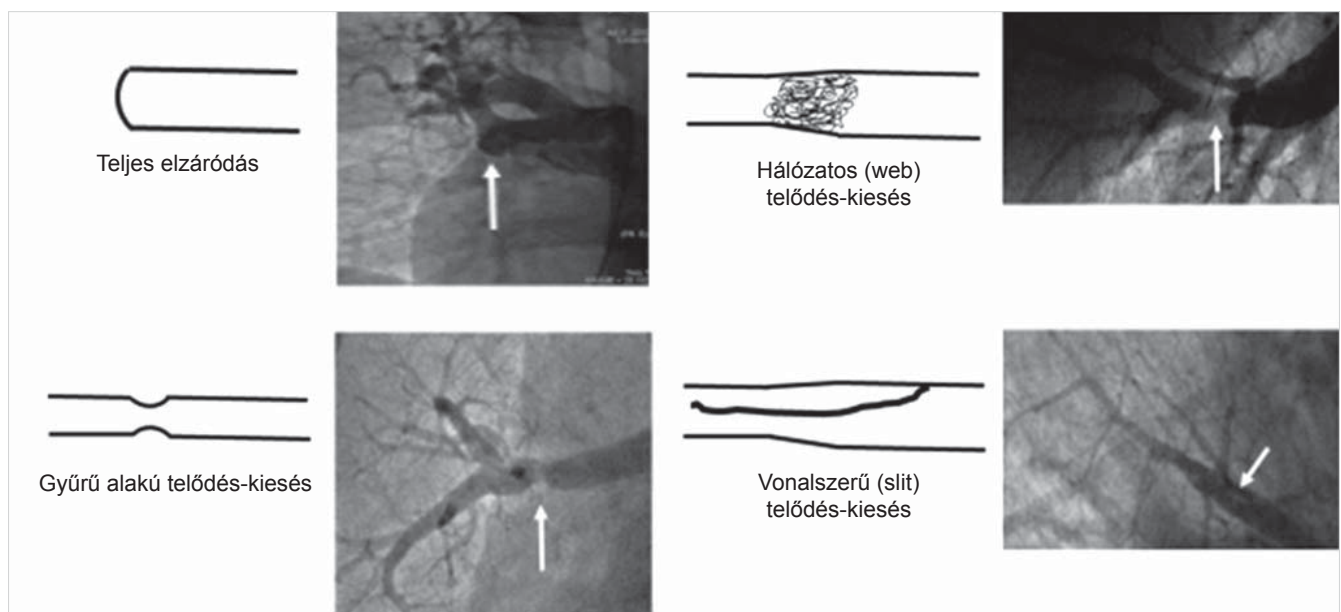 Teljes elzáródás
Hálózatos (web)
telődés-kiesés
Gyűrű alakú telődés-kiesés
Vonalszerű (slit)
telődés-kiesés